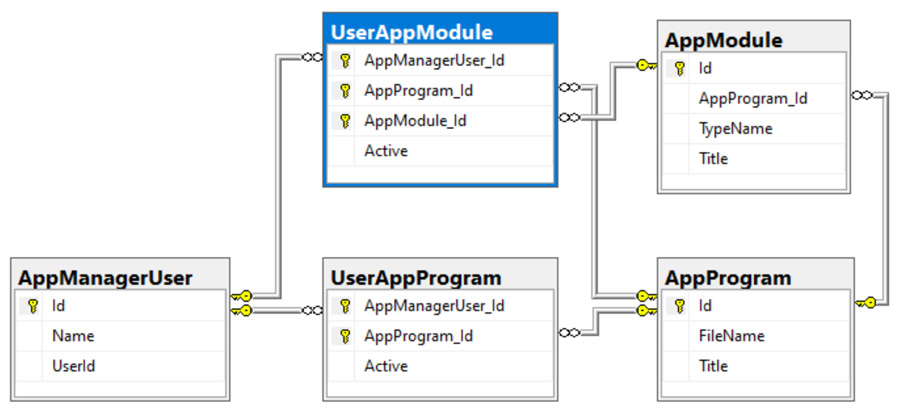 UserAppModule
AppManagerUser_Id
AppProgram_Id
AppModule_Id
Active
AppModule
Id
AppProgram_Id
TypeName
Title
AppManagerUser
Id
Name
UserId
UserAppProgram
AppManagerUser_Id
AppProgram_Id
Active
AppProgram
Id
FileName
Title